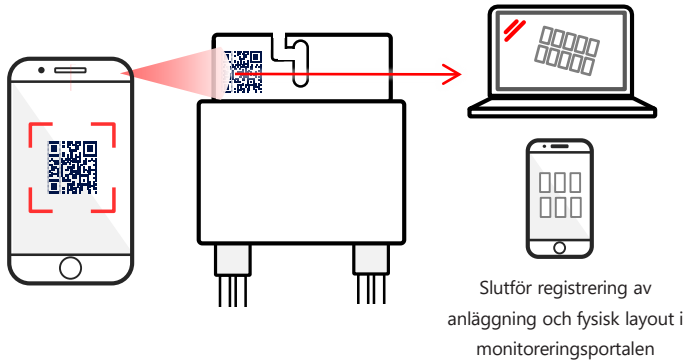 Slutför registrering av
anläggning och fysisk layout i
monitoreringsportalen